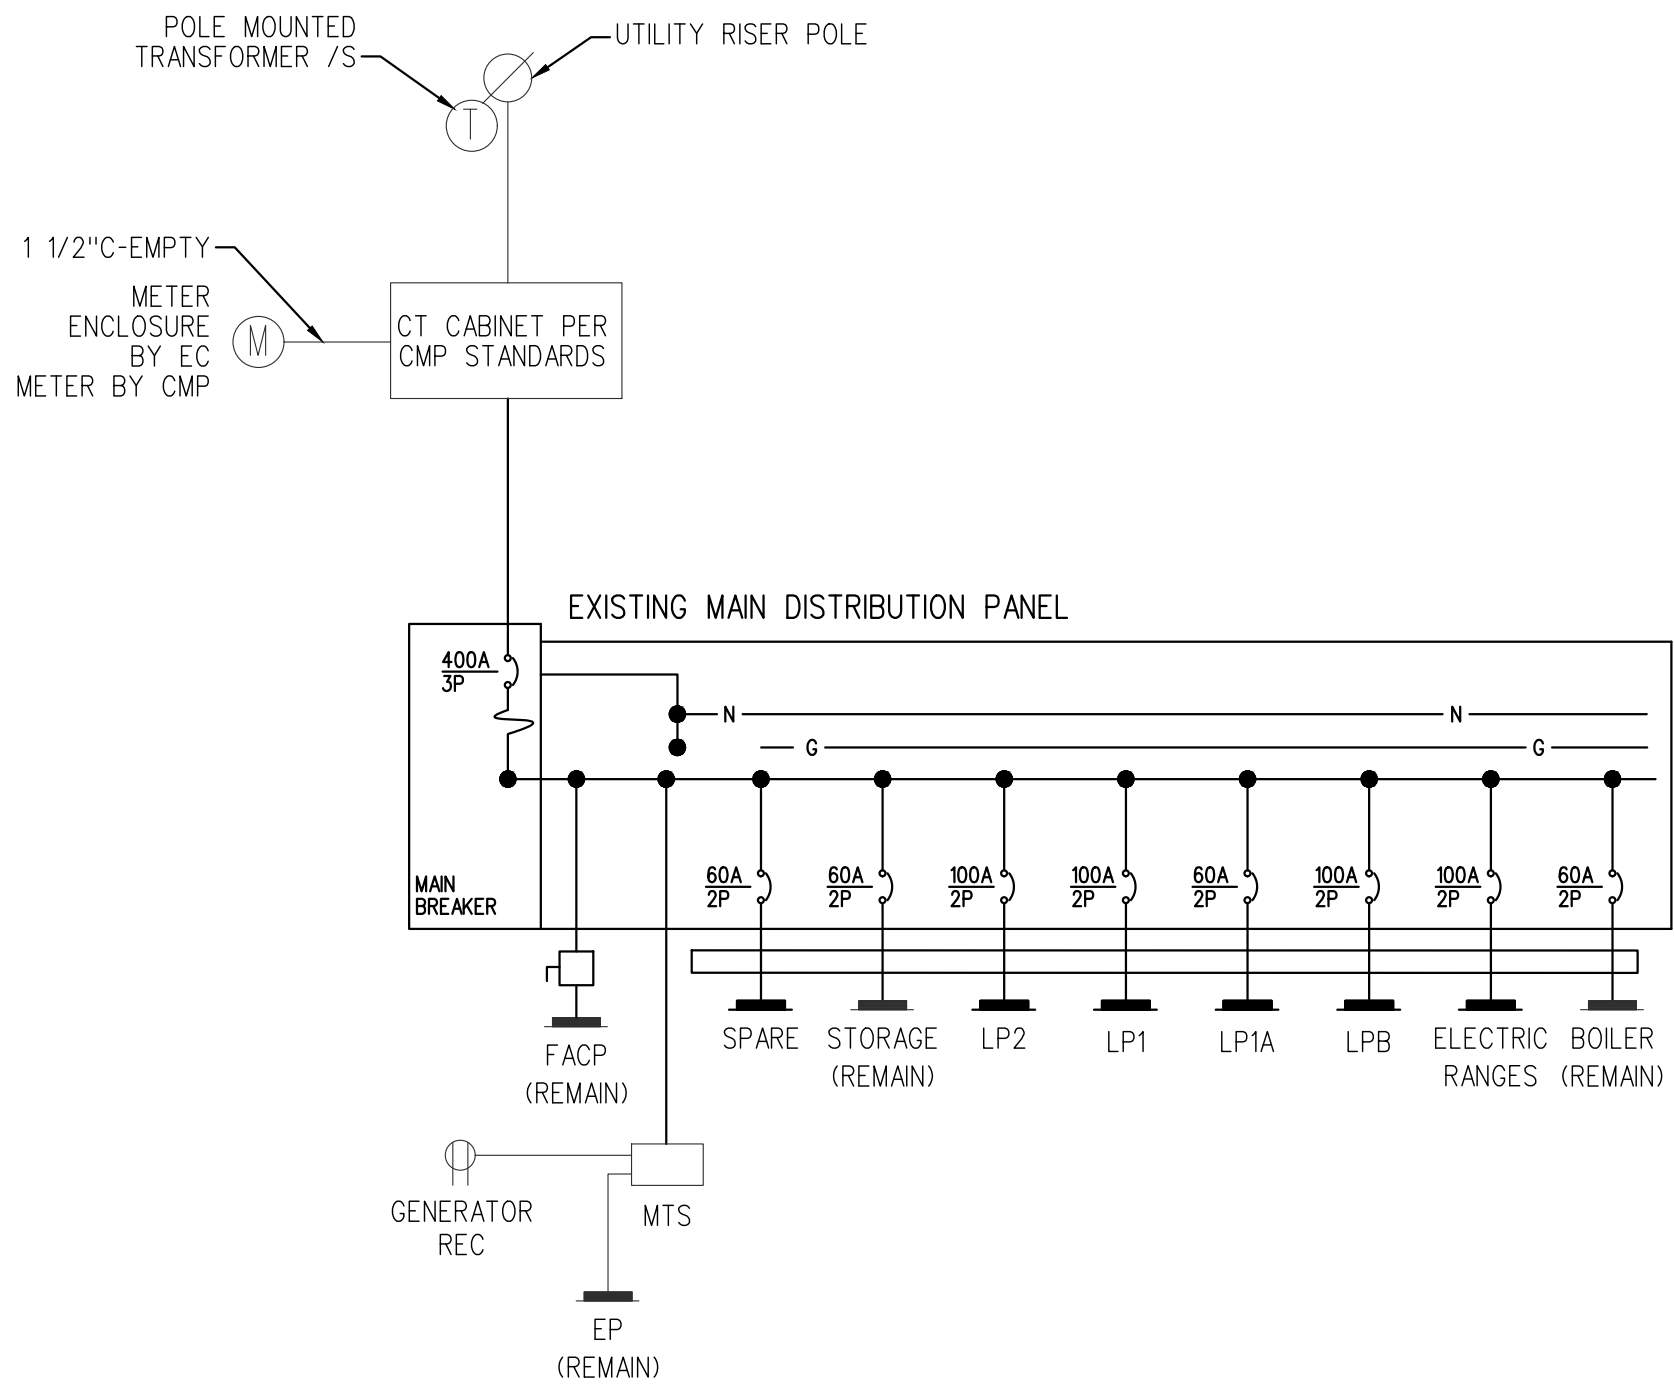 POLE MOUNTED
TRANSFORMER /S
UTILITY RISER POLE
T
1 1/2"C-EMPTY
METER
ENCLOSURE
BY EC
METER BY CMP
M
CT CABINET PER
CMP STANDARDS
EXISTING MAIN DISTRIBUTION PANEL
400A
3P
N
N
G
G
MAIN
BREAKER
60A
2P
60A
2P
100A
2P
100A
2P
60A
2P
100A
2P
100A
2P
60A
2P
FACP
(REMAIN)
SPARE
STORAGE
(REMAIN)
LP2
LP1
LP1A
LPB
ELECTRIC
RANGES
BOILER
(REMAIN)
GENERATOR
REC
MTS
EP
(REMAIN)